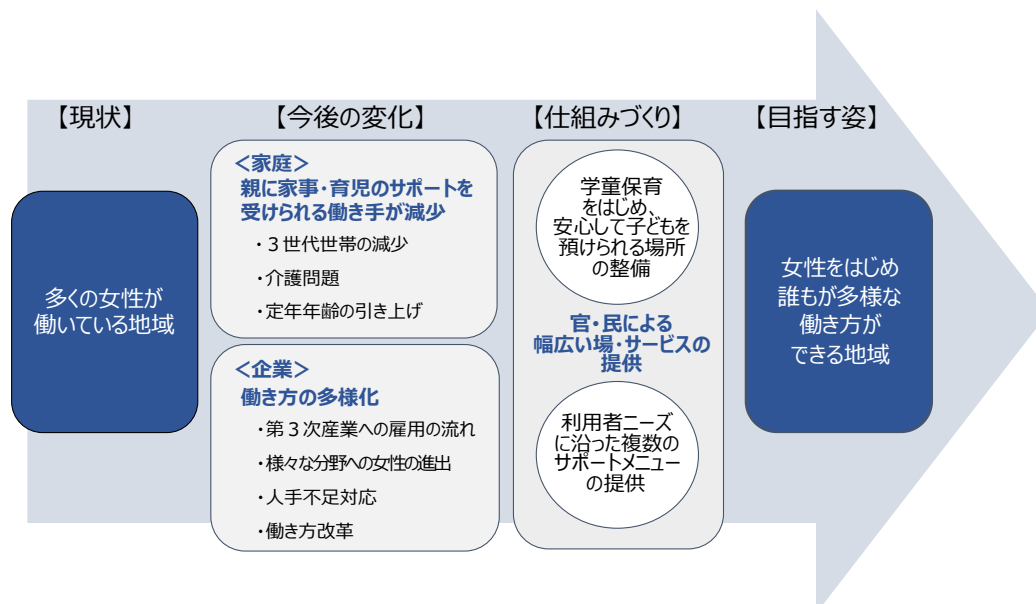 【現状】
多くの女性が
働いている地域
【今後の変化】
<家庭>
親に家事・育児のサポートを
受けられる働き手が減少
・３世代世帯の減少
・介護問題
・定年年齢の引き上げ
<企業>
働き方の多様化
・第３次産業への雇用の流れ
・様々な分野への女性の進出
・人手不足対応
・働き方改革
【仕組みづくり】
学童保育
をはじめ、
安心して子どもを
預けられる場所
の整備
官・民による
幅広い場・サービスの
提供
利用者ニーズ
に沿った複数の
サポートメニュー
の提供
【目指す姿】
女性をはじめ
誰もが多様な
働き方が
できる地域